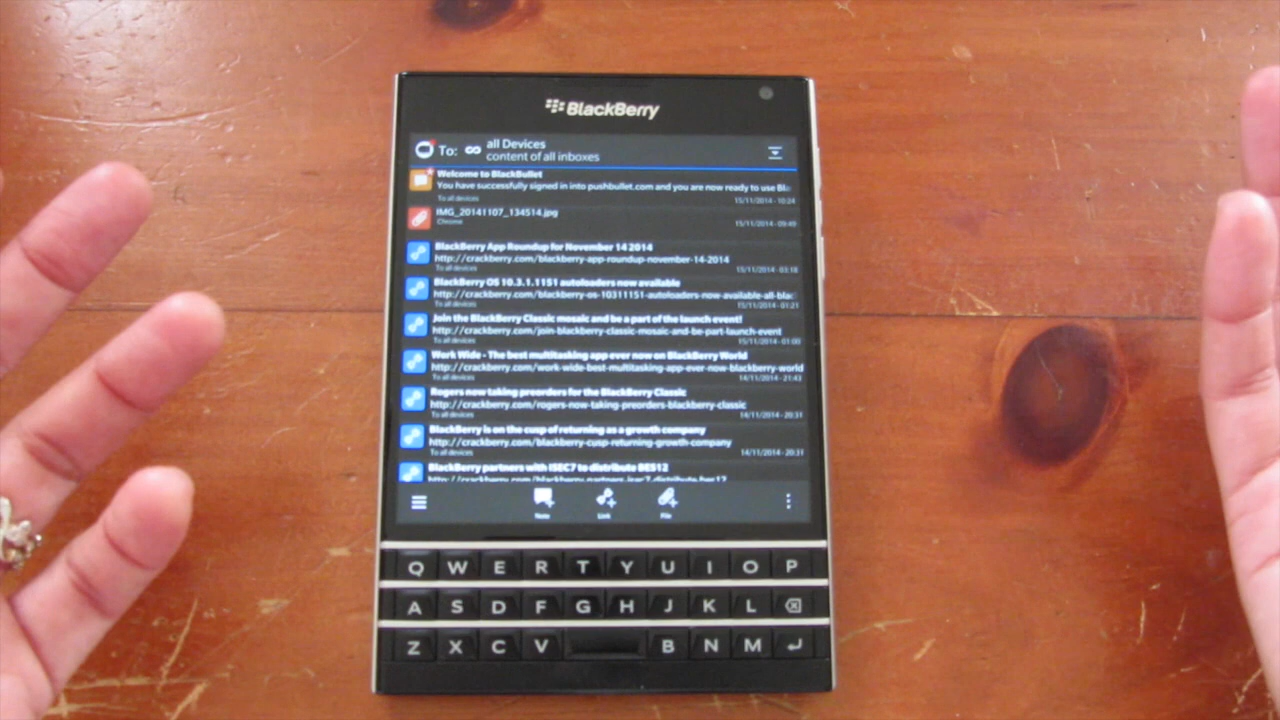 BlackBerry
To: all Devices
content of all inboxes
Welcome to BlackBullet
You have successfully signed in into pushbullet.com and you are now ready to use Bl
To all devices 15/11/2014 - 10:24
IMG_20141107_134514.jpg
Chrome 15/11/2014 - 09:49
BlackBerry App Roundup for November 14 2014
http://crackberry.com/blackberry-app-roundup-november-14-2014
To all devices 15/11/2014 - 03:18
BlackBerry OS 10.3.1.1151 autoloaders now available
http://crackberry.com/blackberry-os-10311151-autoloaders-now-available-all-blac
To all devices 15/11/2014 - 01:21
Join the BlackBerry Classic mosaic and be a part of the launch event!
http://crackberry.com/join-blackberry-classic-mosaic-and-be-part-launch-event
To all devices 15/11/2014 - 01:00
Work Wide - The best multitasking app ever now on BlackBerry World
http://crackberry.com/work-wide-best-multitasking-app-ever-now-blackberry-world
To all devices 14/11/2014 - 21:43
Rogers now taking preorders for the BlackBerry Classic
http://crackberry.com/rogers-now-taking-preorders-blackberry-classic
To all devices 14/11/2014 - 20:31
BlackBerry is on the cusp of returning as a growth company
http://crackberry.com/blackberry-cusp-returning-growth-company
To all devices 14/11/2014 - 20:31
BlackBerry partners with ISEC7 to distribute BES12
http://crackberry.com/blackberry-partners-isec7-distribute-bes12
Note Link File
Q W E R T Y U I O P
A S D F G H J K L
Z X C V B N M